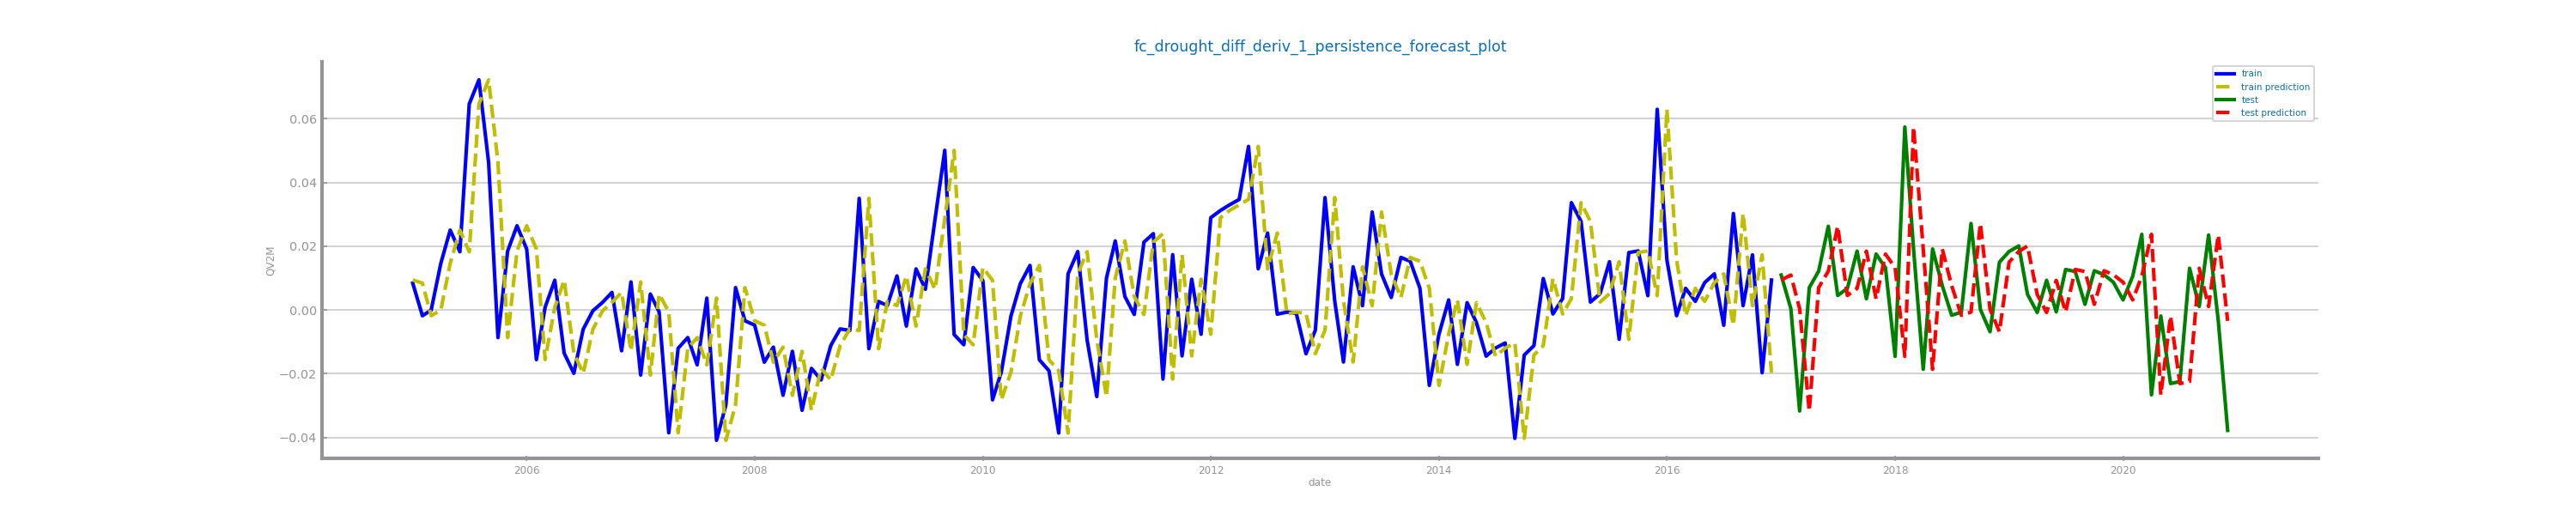 fc_drought_diff_deriv_1_persistence_forecast_plot
train
train prediction
test
test prediction
QV2M
0.06
0.04
0.02
0.00
−0.02
−0.04
2006 2008 2010 2012 2014 2016 2018 2020
date